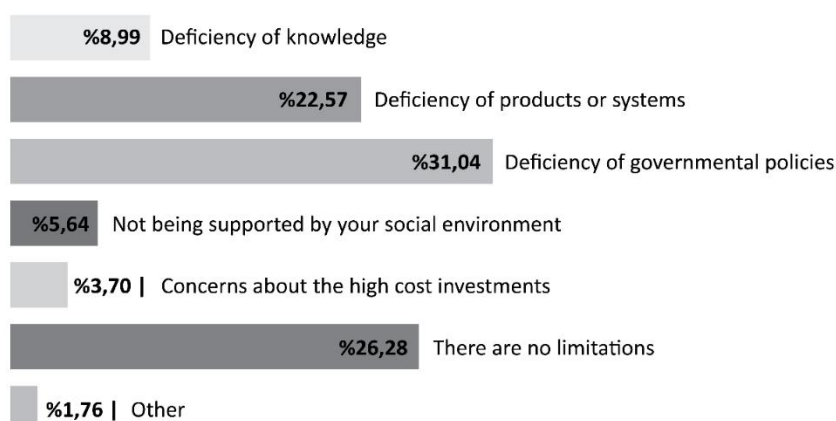 %8,99 Deficiency of knowledge
%22,57 Deficiency of products or systems
%31,04 Deficiency of governmental policies
%5,64 Not being supported by your social environment
%3,70 | Concerns about the high cost investments
%26,28 There are no limitations
%1,76 | Other